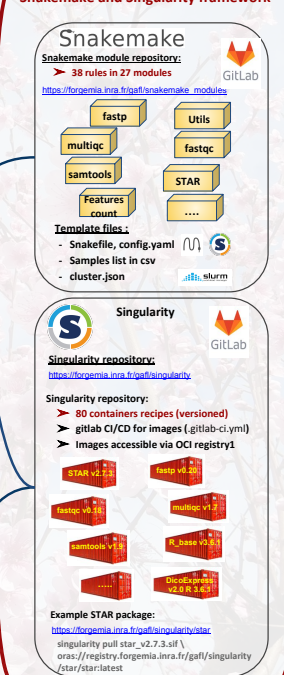 Snakemake and Singularity framework
Snakemake
Snakemake module repository:
➤ 38 rules in 27 modules
GitLab
https://forgemia.inra.fr/gafl/snakemake_modules
fastp
Utils
multiqc
fastqc
samtools
STAR
Features
count
....
Template files :
- Snakefile, config.yaml
- Samples list in csv
- cluster.json
slurm
S
Singularity
GitLab
Singularity repository:
https://forgemia.inra.fr/gafl/singularity
Singularity repository:
➤ 80 containers recipes (versioned)
➤ gitlab CI/CD for images (.gitlab-ci.yml)
➤ Images accessible via OCI registry1
STAR v2.7.3
fastp v0.20
fastqc v0.18
multiqc v1.7
samtools v1.9
R_base v3.6.1
.....
DicoExpress
v2.0 R 3.6.1
Example STAR package:
https://forgemia.inra.fr/gafl/singularity/star
singularity pull star_v2.7.3.sif \
oras://registry.forgemia.inra.fr/gafl/singularity
/star/star:latest